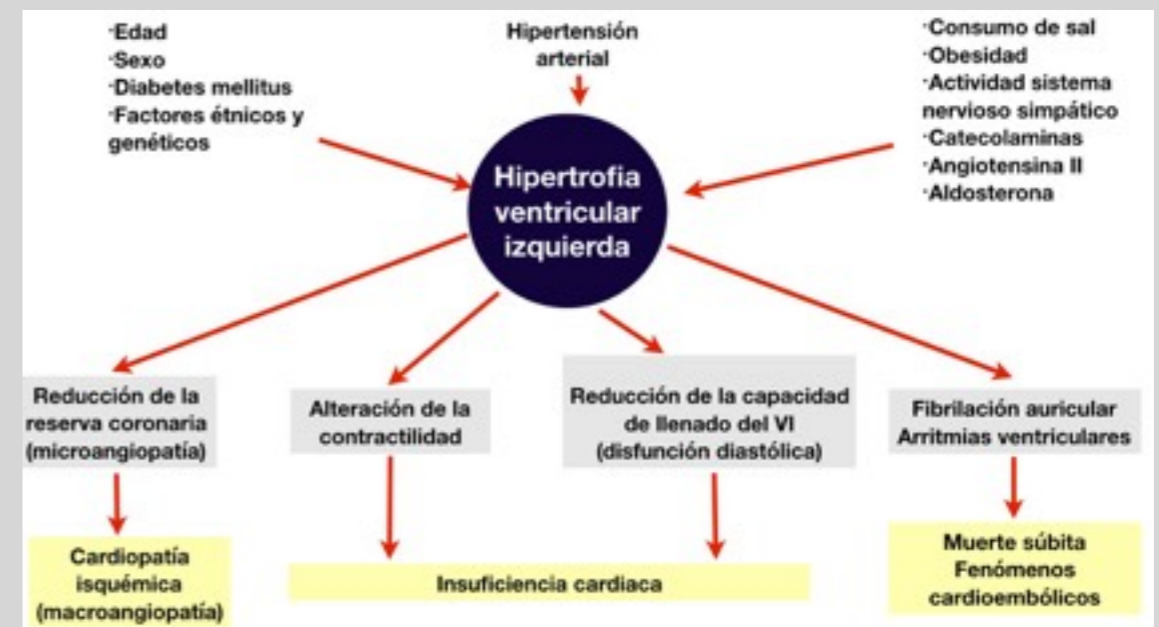 ·Edad
·Sexo
·Diabetes mellitus
·Factores étnicos y
genéticos
Hipertensión
arterial
·Consumo de sal
·Obesidad
·Actividad sistema
nervioso simpático
·Catecolaminas
·Angiotensina II
·Aldosterona
Hipertrofia
ventricular
izquierda
Reducción de la
reserva coronaria
(microangiopatía)
Alteración de la
contractilidad
Reducción de la capacidad
de llenado del VI
(disfunción diastólica)
Fibrilación auricular
Arritmias ventriculares
Cardiopatía
isquémica
(macroangiopatía)
Insuficiencia cardiaca
Muerte súbita
Fenómenos
cardioembólicos